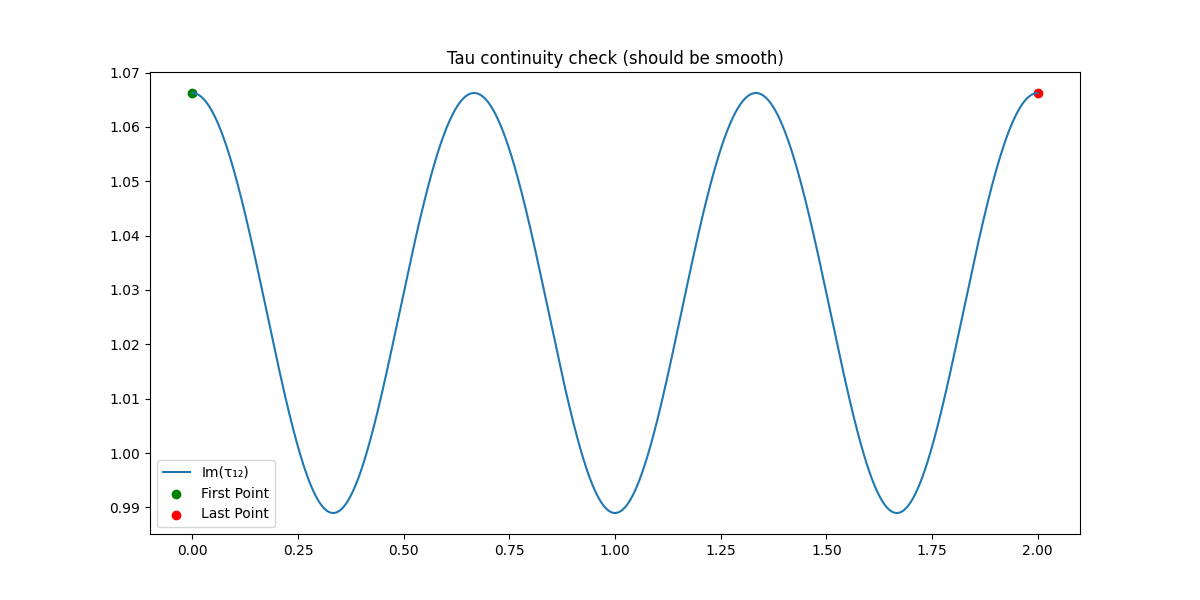 Tau continuity check (should be smooth)
1.07
1.06
1.05
1.04
1.03
1.02
1.01
1.00
0.99
Im(τ₁₂)
First Point
Last Point
0.00 0.25 0.50 0.75 1.00 1.25 1.50 1.75 2.00